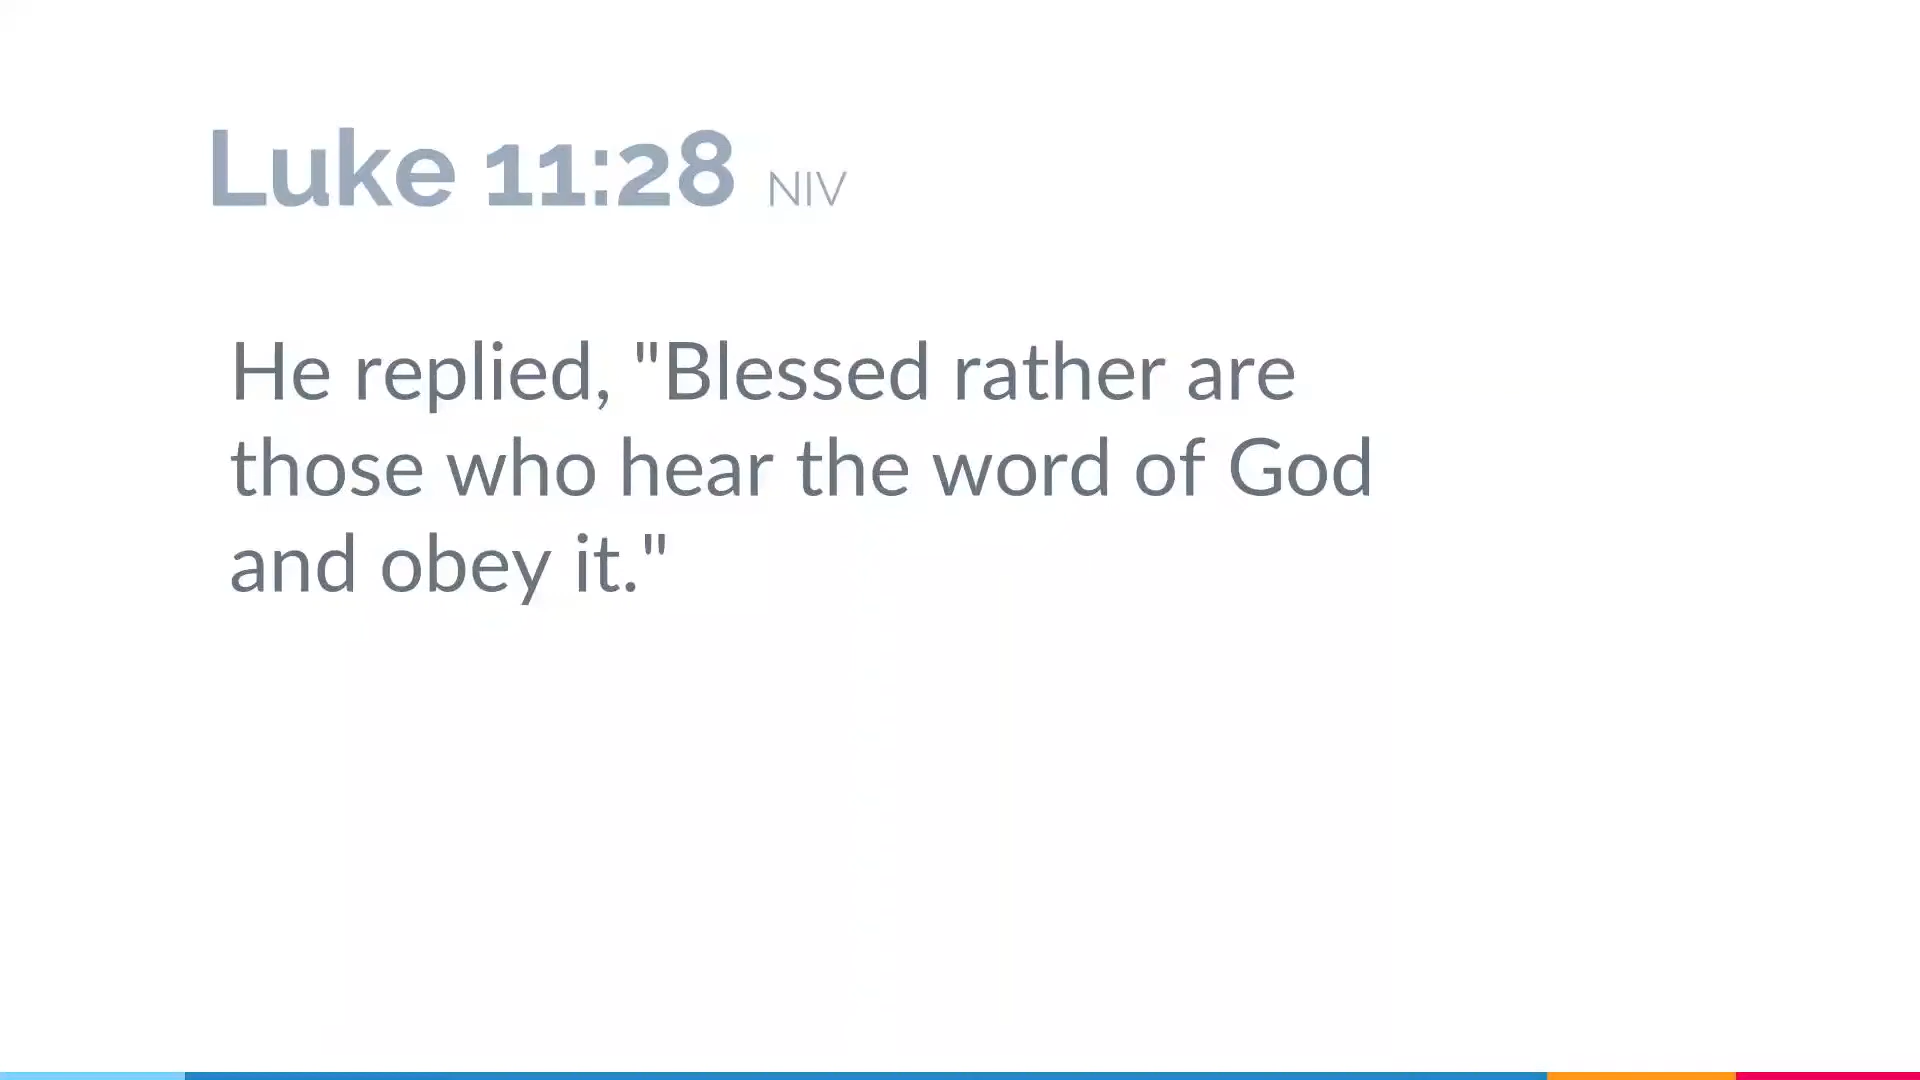 Luke 11:28 NIV
He replied, "Blessed rather are
those who hear the word of God
and obey it."